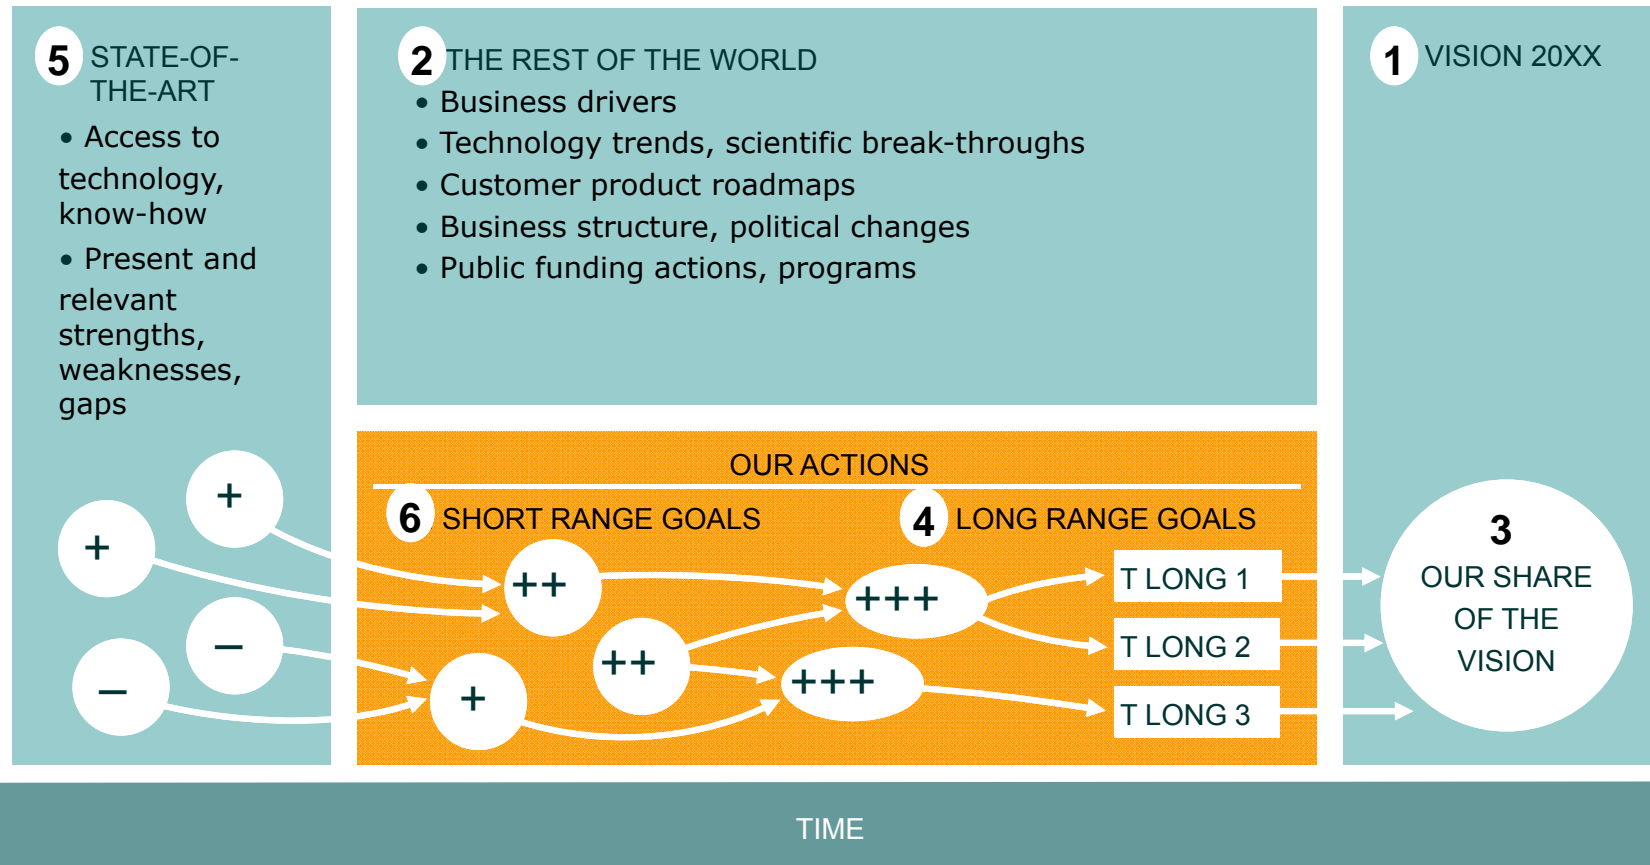 5 STATE-OF-
THE-ART
• Access to
technology,
know-how
• Present and
relevant
strengths,
weaknesses,
gaps
2 THE REST OF THE WORLD
• Business drivers
• Technology trends, scientific break-throughs
• Customer product roadmaps
• Business structure, political changes
• Public funding actions, programs
1 VISION 20XX
OUR ACTIONS
6 SHORT RANGE GOALS
4 LONG RANGE GOALS
+
+
–
–
++
++
+
+++
+++
T LONG 1
T LONG 2
T LONG 3
3
OUR SHARE
OF THE
VISION
TIME